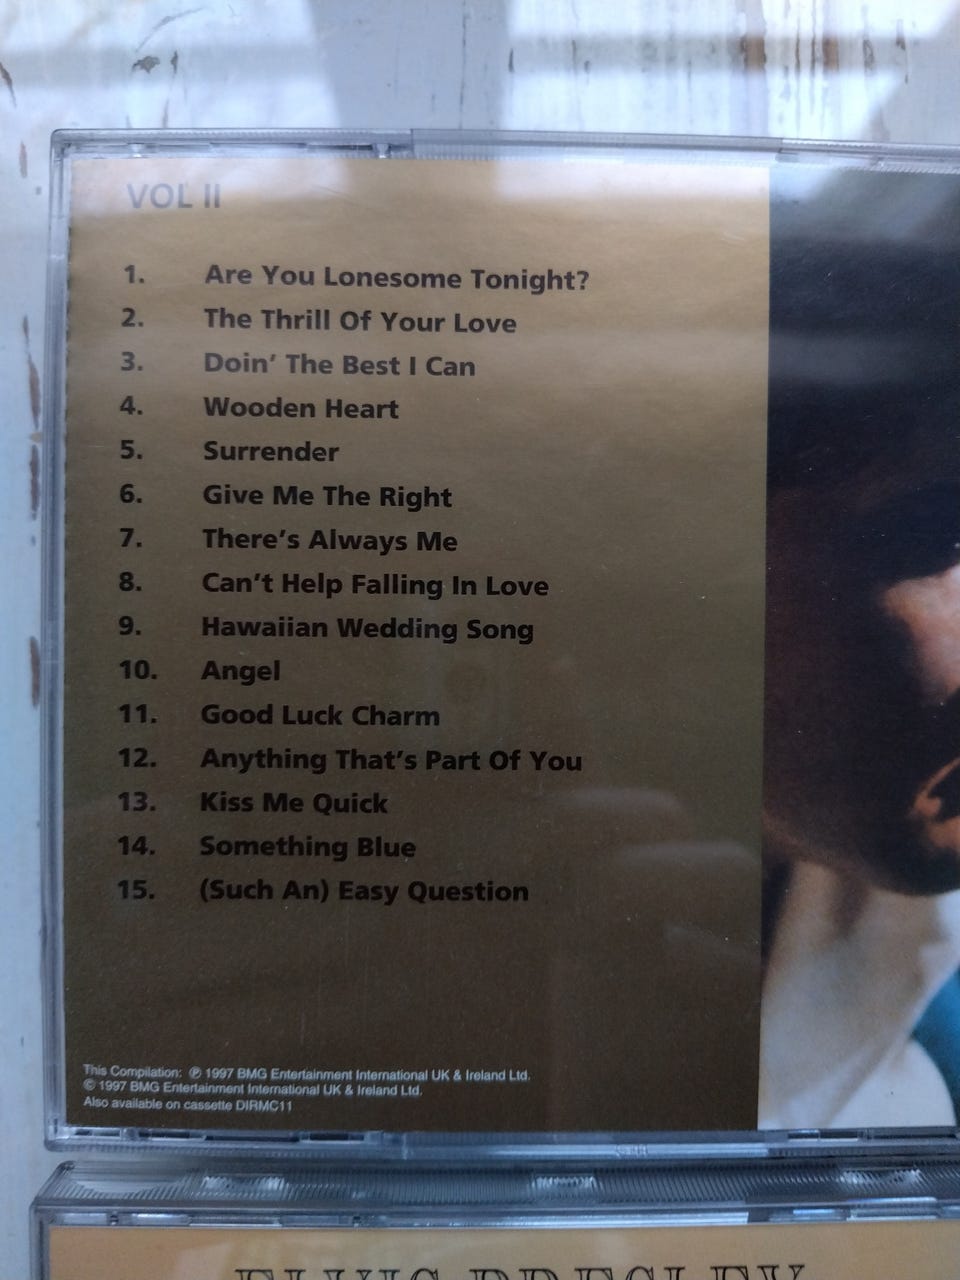 VOL II
1. Are You Lonesome Tonight?
2. The Thrill Of Your Love
3. Doin' The Best I Can
4. Wooden Heart
5. Surrender
6. Give Me The Right
7. There's Always Me
8. Can't Help Falling In Love
9. Hawaiian Wedding Song
10. Angel
11. Good Luck Charm
12. Anything That's Part Of You
13. Kiss Me Quick
14. Something Blue
15. (Such An) Easy Question
This Compilation: ℗ 1997 BMG Entertainment International UK & Ireland Ltd.
© 1997 BMG Entertainment International UK & Ireland Ltd.
Also available on cassette DIRMC11
ELVIS PRESLEY